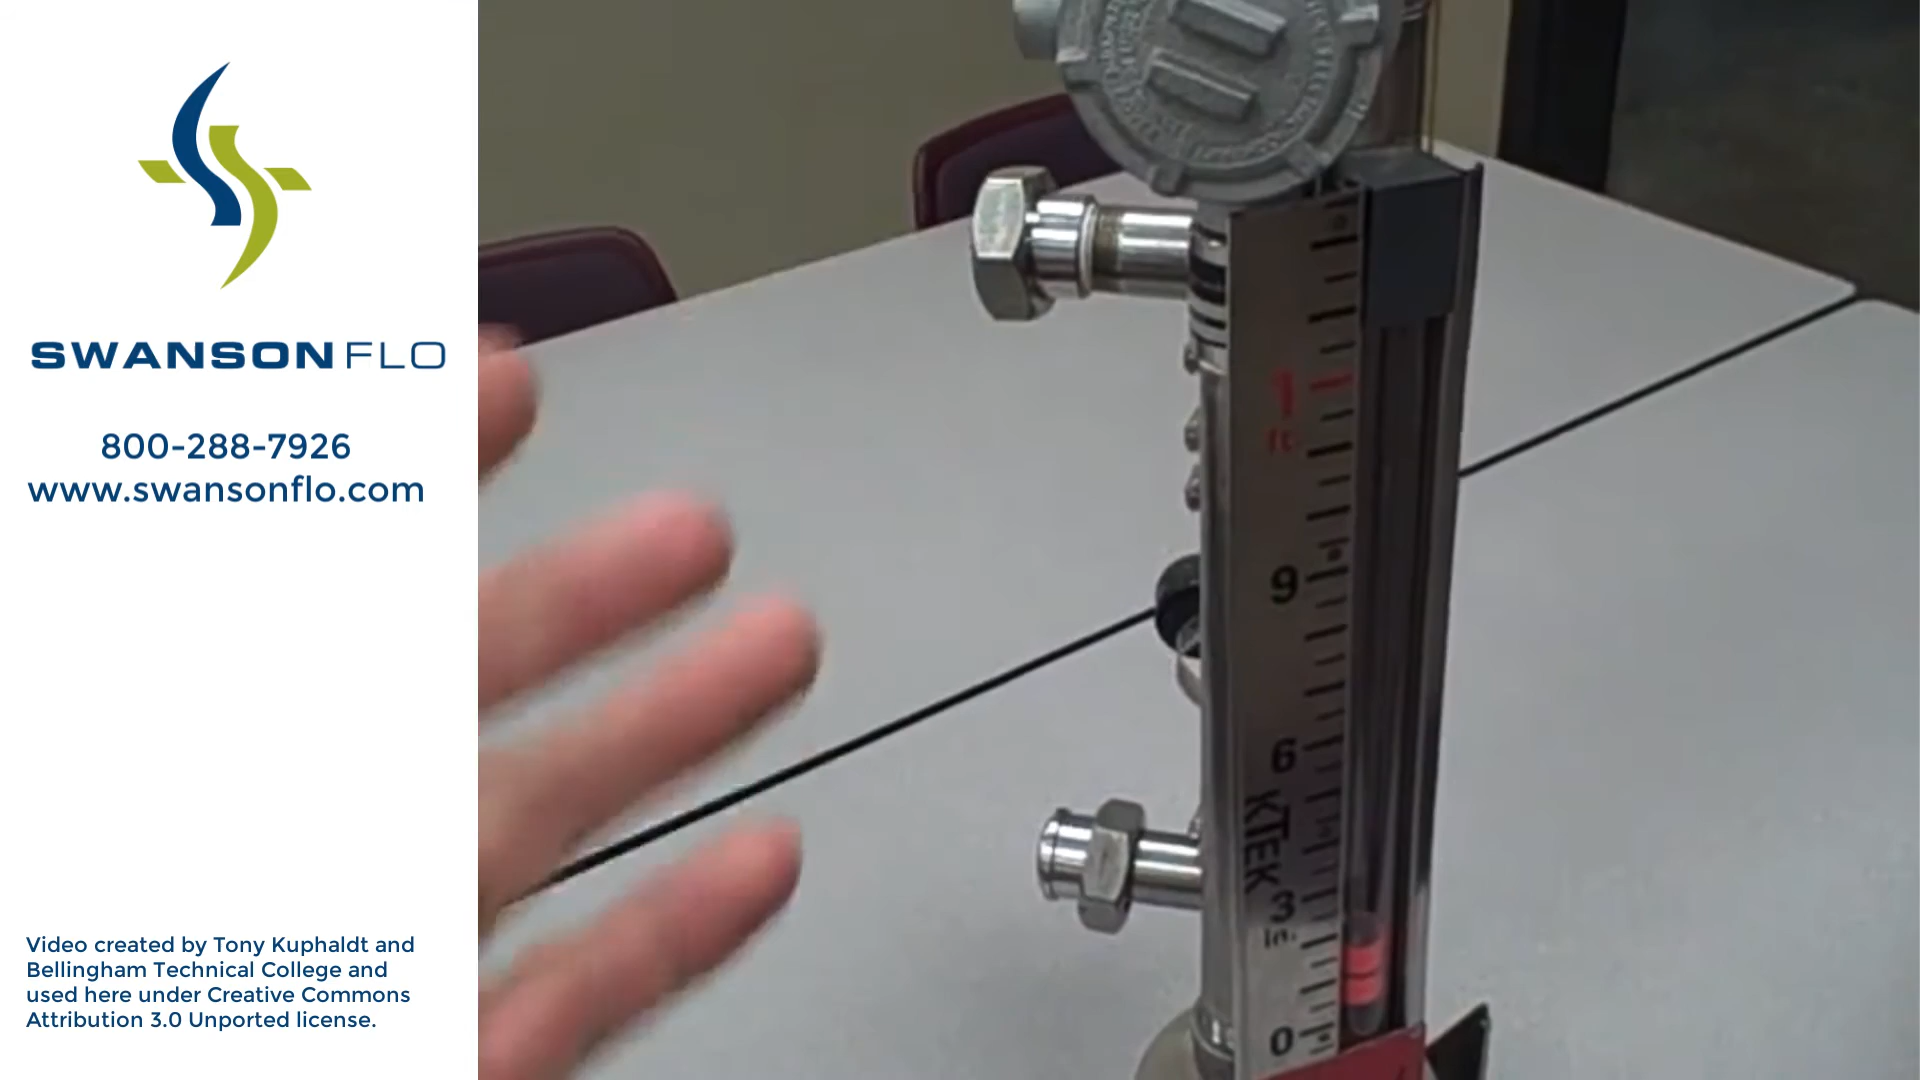 SWANSON FLO
800-288-7926
www.swansonflo.com
Video created by Tony Kuphaldt and
Bellingham Technical College and
used here under Creative Commons
Attribution 3.0 Unported license.
1
ft.
9
6
KTEK
3
in.
0